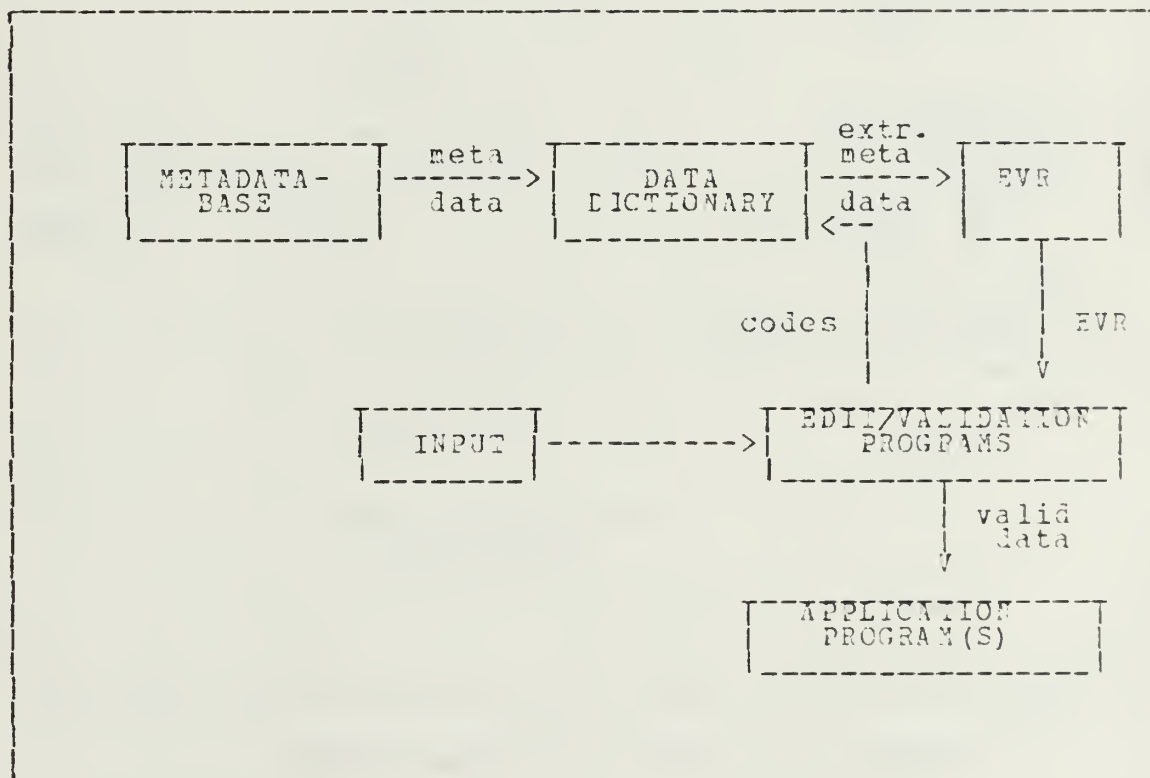 METADATA-
BASE
meta
data
DATA
DICTIONARY
extr.
meta
data
EVR
codes
EVR
INPUT
EDIT/VALIDATION
PROGRAMS
valid
data
APPLICATION
PROGRAM(S)